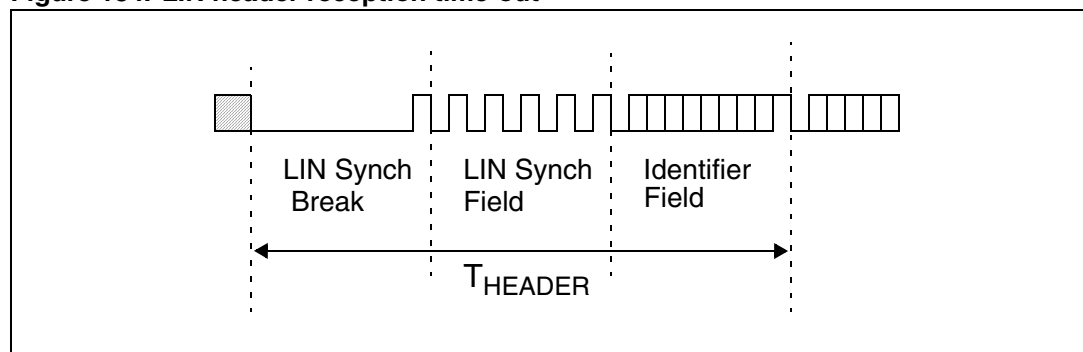 LIN Synch
Break
LIN Synch
Field
Identifier
Field
THEADER